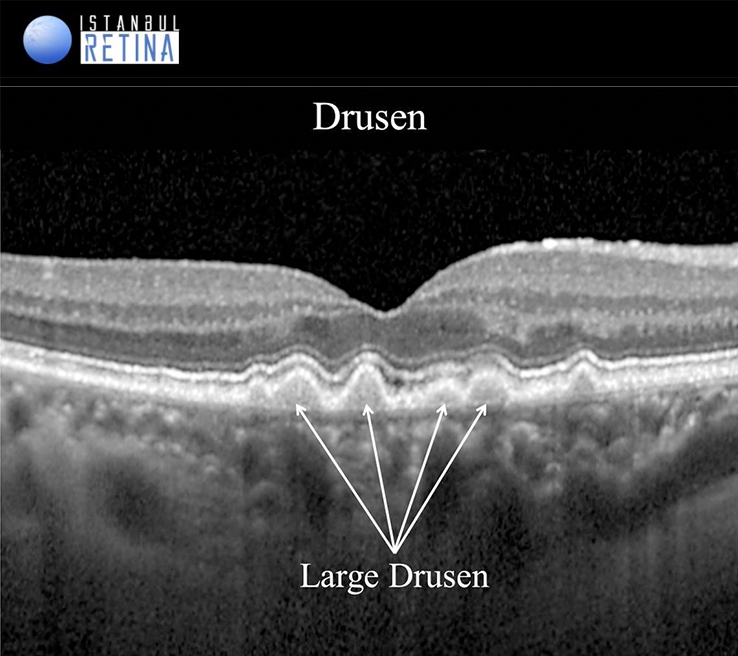 ISTANBUL
RETINA
Drusen
Large Drusen